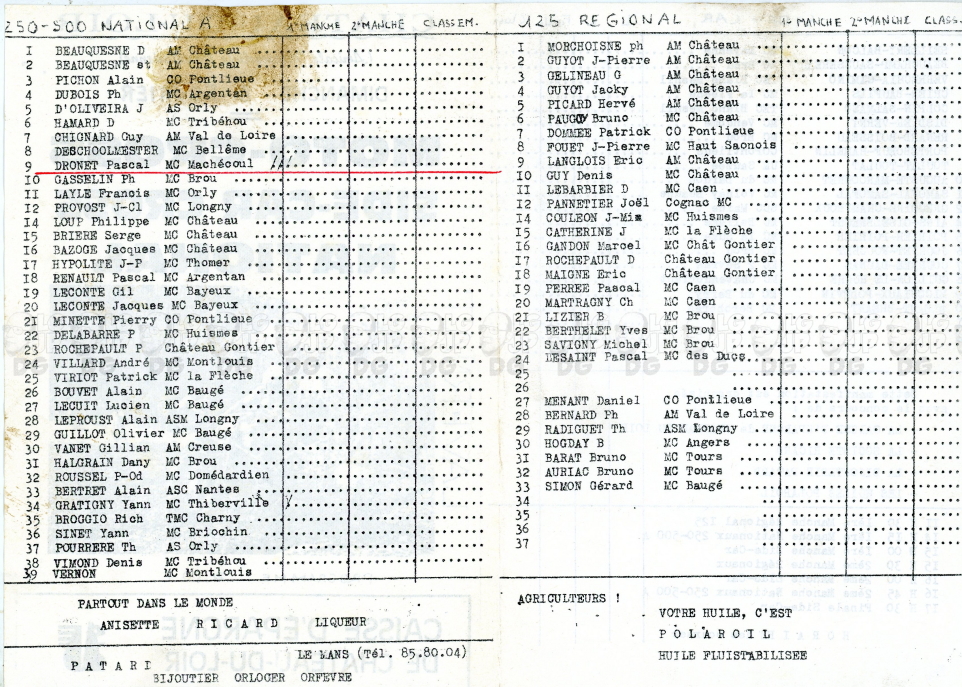 250-500 NATIONAL A 1e MANCHE 2e MANCHE CLASSEM.
I BEAUQUESNE D AM Château
2 BEAUQUESNE st AM Château
3 PICHON Alain CO Pontlieue
4 DUBOIS Ph MC Argentan
5 D'OLIVEIRA J AS Orly
6 HAMARD D MC Tribéhou
7 CHIGNARD Guy AM Val de Loire
8 DESCHOOLMESTER MC Bellême
9 DRONET Pascal MC Machécoul ///
I0 GASSELIN Ph MC Brou
II LAYLE Francis MC Orly
I2 PROVOST J-Cl MC Longny
I4 LOUP Philippe MC Château
I5 BRIERE Serge MC Château
I6 BAZOGE Jacques MC Château
I7 HYPOLITE J-P MC Thomer
I8 RENAULT Pascal MC Argentan
I9 LECONTE Gil MC Bayeux
20 LECONTE Jacques MC Bayeux
2I MINETTE Pierry CO Pontlieue
22 DELABARRE P MC Huismes
23 ROCHEPAULT P Château Gontier
24 VILLARD André MC Montlouis
25 VIRIOT Patrick MC la Flèche
26 BOUVET Alain MC Baugé
27 LECUIT Lucien MC Baugé
28 LEPROUST Alain ASM Longny
29 GUILLOT Olivier MC Baugé
30 VANET Gillian AM Creuse
3I HALGRAIN Dany MC Brou
32 ROUSSEL P-Od MC Domédardien
33 BERTRET Alain ASC Nantes
34 GRATIGNY Yann MC Thiberville
35 BROGGIO Rich TMC Charny
36 SINET Yann MC Briochin
37 POURRERE Th AS Orly
38 VIMOND Denis MC Tribéhou
39 VERNON MC Montlouis
PARTOUT DANS LE MONDE
ANISETTE R I C A R D LIQUEUR
LE MANS (Tél. 85.80.04)
P A T A R D
BIJOUTIER ORLOGER ORFEVRE
125 REGIONAL 1e MANCHE 2e MANCHE CLASS.
I MORCHOISNE ph AM Château
2 GUYOT J-Pierre AM Château
3 GELINEAU G AM Château
4 GUYOT Jacky AM Château
5 PICARD Hervé AM Château
6 Bruno MC Château
7 DOMMEE Patrick CO Pontlieue
8 FOUET J-Pierre MC Haut Saonois
9 LANGLOIS Eric AM Château
I0 GUY Denis MC Château
II LEBARBIER D MC Caen
I2 PANNETIER Joël Cognac MC
I4 COULEON J-Mim MC Huismes
I5 CATHERINE J MC la Flèche
I6 GANDON Marcel MC Chât Gontier
I7 ROCHEPAULT D Château Gontier
I8 MAIGNE Eric Château Gontier
I9 PERREE Pascal MC Caen
20 MARTRAGNY Ch MC Caen
2I LIZIER B MC Brou
22 BERTHELET Yves MC Brou
23 SAVIGNY Michel MC Brou
24 LESAINT Pascal MC des Ducs
25
26
27 MENANT Daniel CO Pontlieue
28 BERNARD Ph AM Val de Loire
29 RADIGUET Th ASM Longny
30 HOGDAY B MC Angers
3I BARAT Bruno MC Tours
32 AURIAC Bruno MC Tours
33 SIMON Gérard MC Baugé
34
35
36
37
AGRICULTEURS !
VOTRE HUILE, C'EST
P O L A R O I L
HUILE FLUISTABILISEE